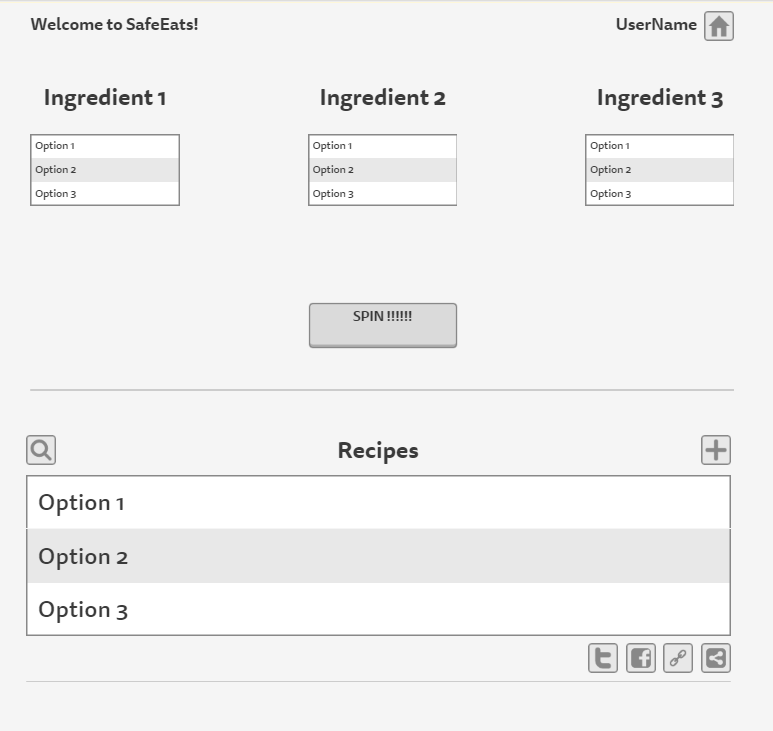 Welcome to SafeEats!
UserName
Ingredient 1
Ingredient 2
Ingredient 3
Option 1
Option 2
Option 3
Option 1
Option 2
Option 3
Option 1
Option 2
Option 3
SPIN !!!!!!
Recipes
Option 1
Option 2
Option 3